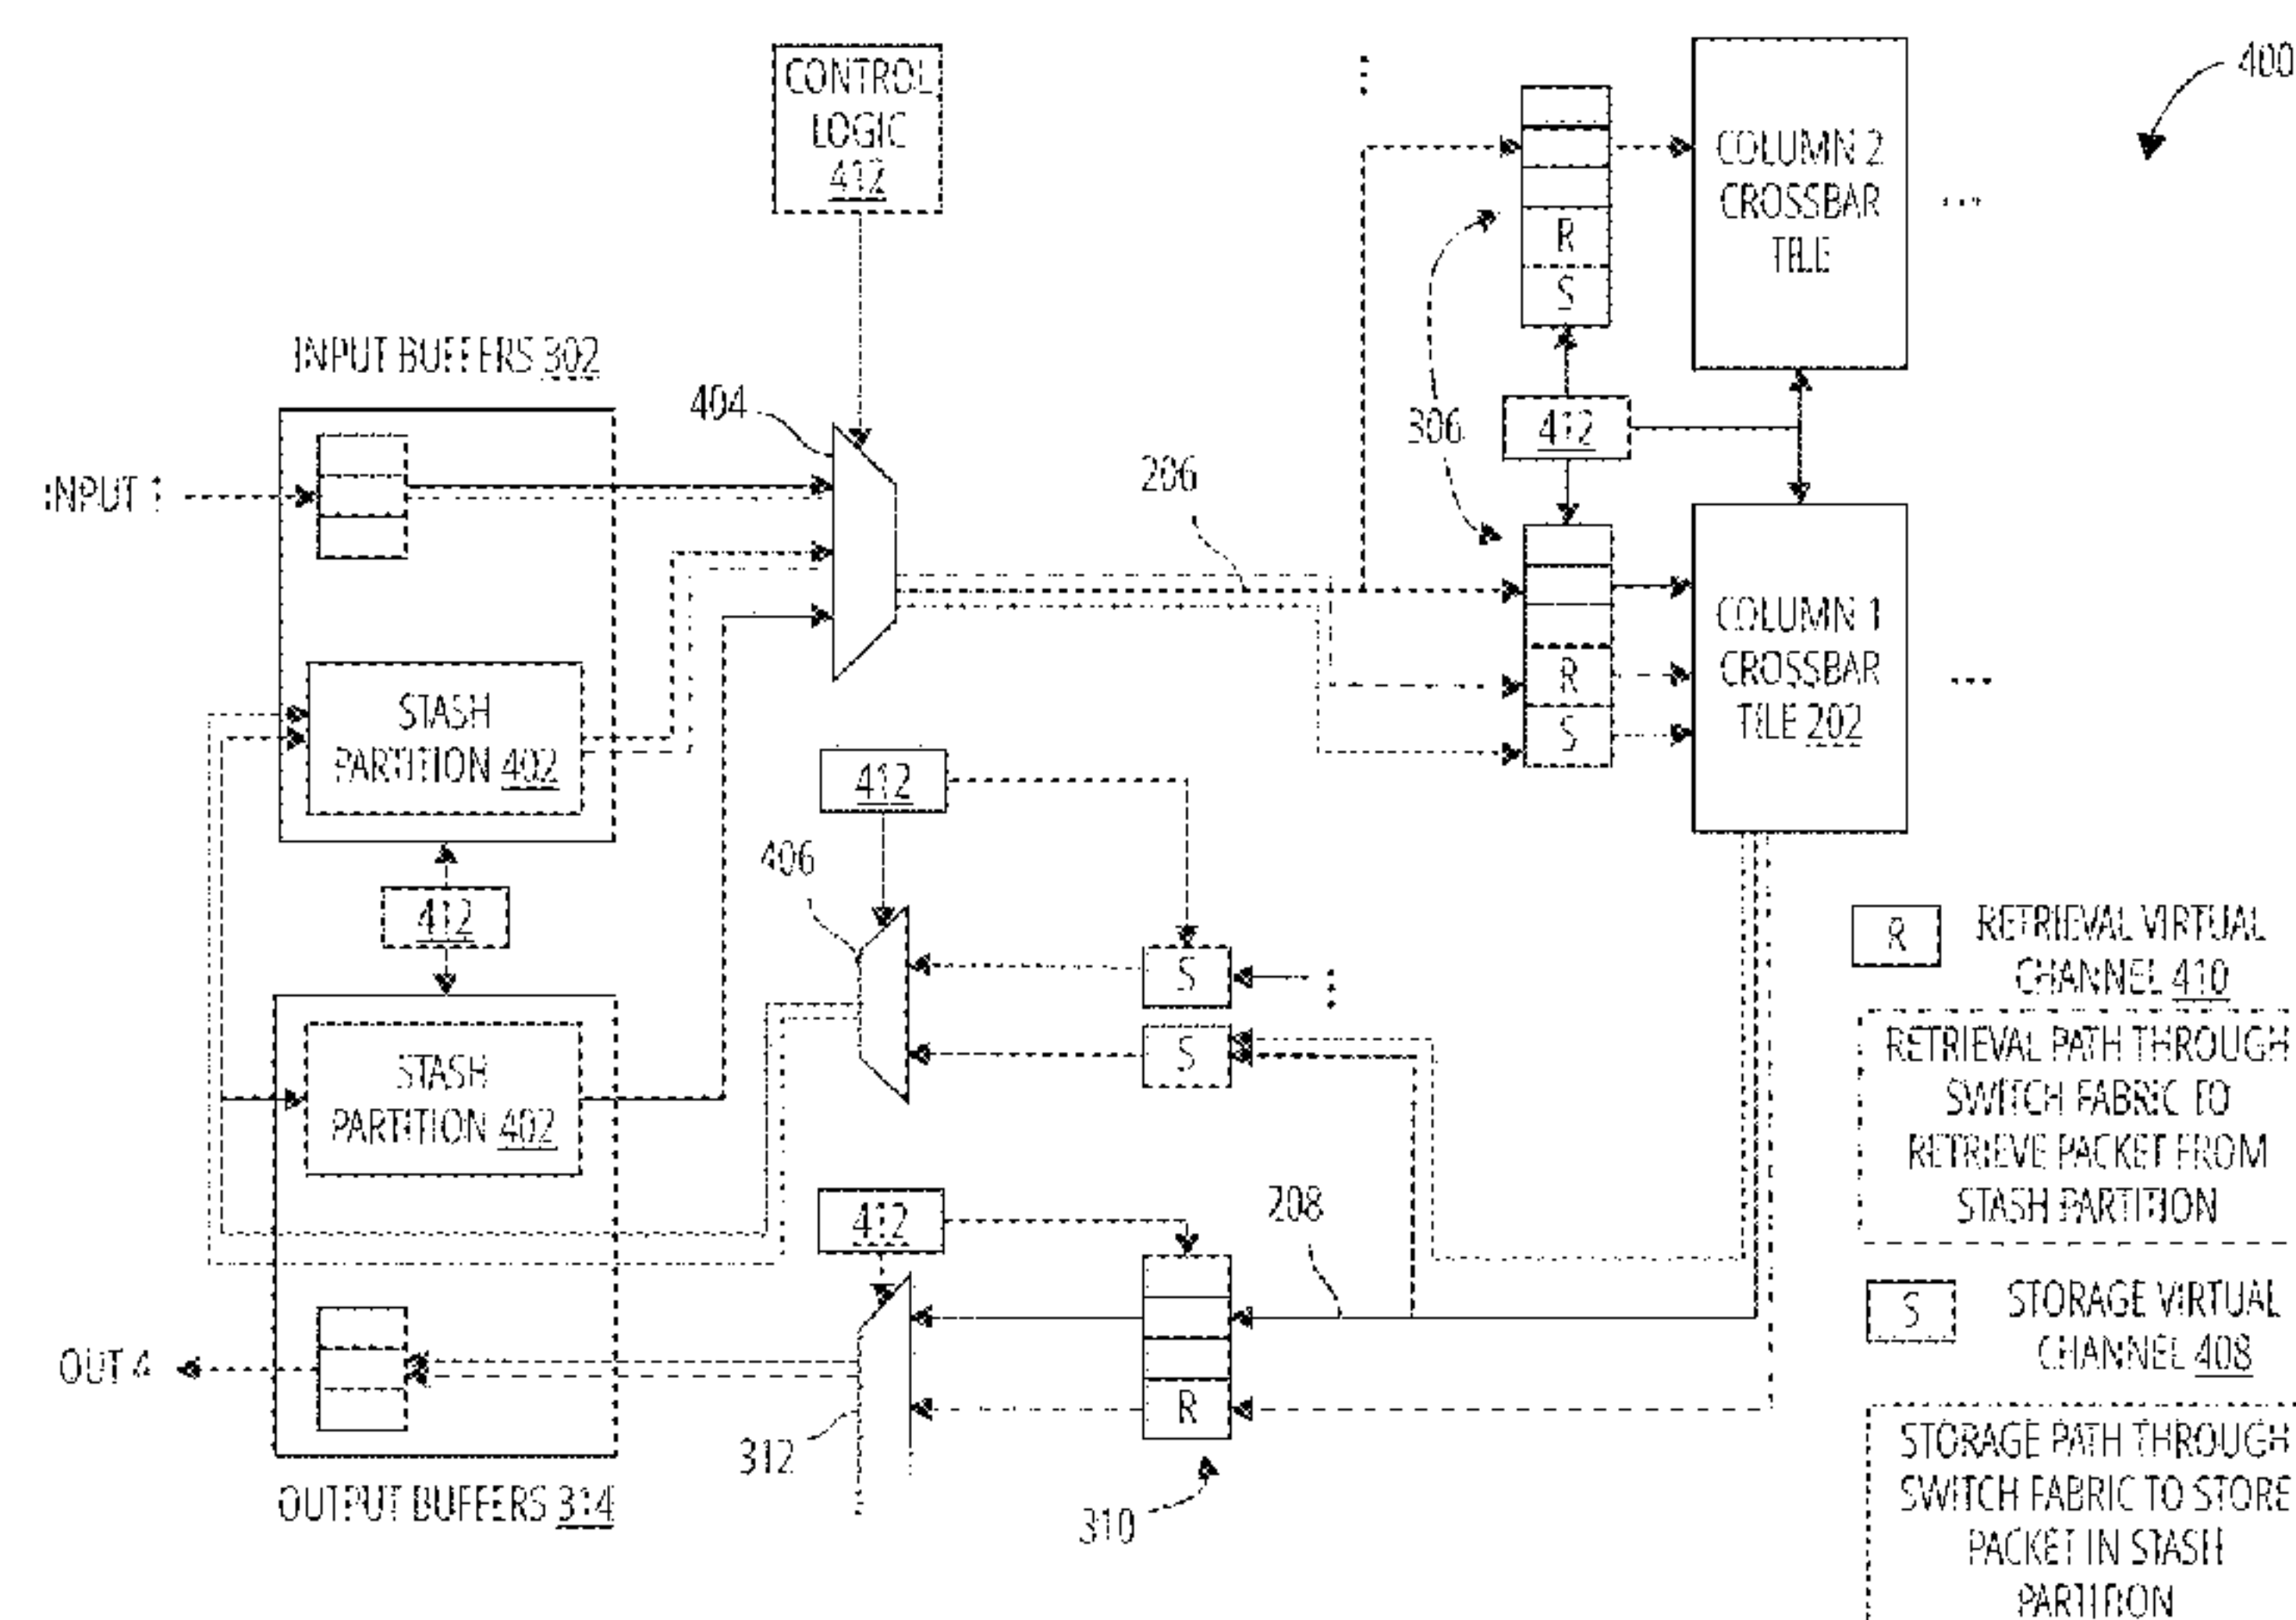 CONTROL
LOGIC
412
400
COLUMN 2
CROSSBAR
TILE
R
S
INPUT BUFFERS 302
404
306
412
206
INPUT 1
COLUMN 1
CROSSBAR
TILE 202
R
S
STASH
PARTITION 402
412
406
412
S
S
R
RETRIEVAL VIRTUAL
CHANNEL 410
RETRIEVAL PATH THROUGH
SWITCH FABRIC TO
RETRIEVE PACKET FROM
STASH PARTITION
STASH
PARTITION 402
412
208
S
STORAGE VIRTUAL
CHANNEL 408
OUT 4
R
312
310
OUTPUT BUFFERS 314
STORAGE PATH THROUGH
SWITCH FABRIC TO STORE
PACKET IN STASH
PARTITION